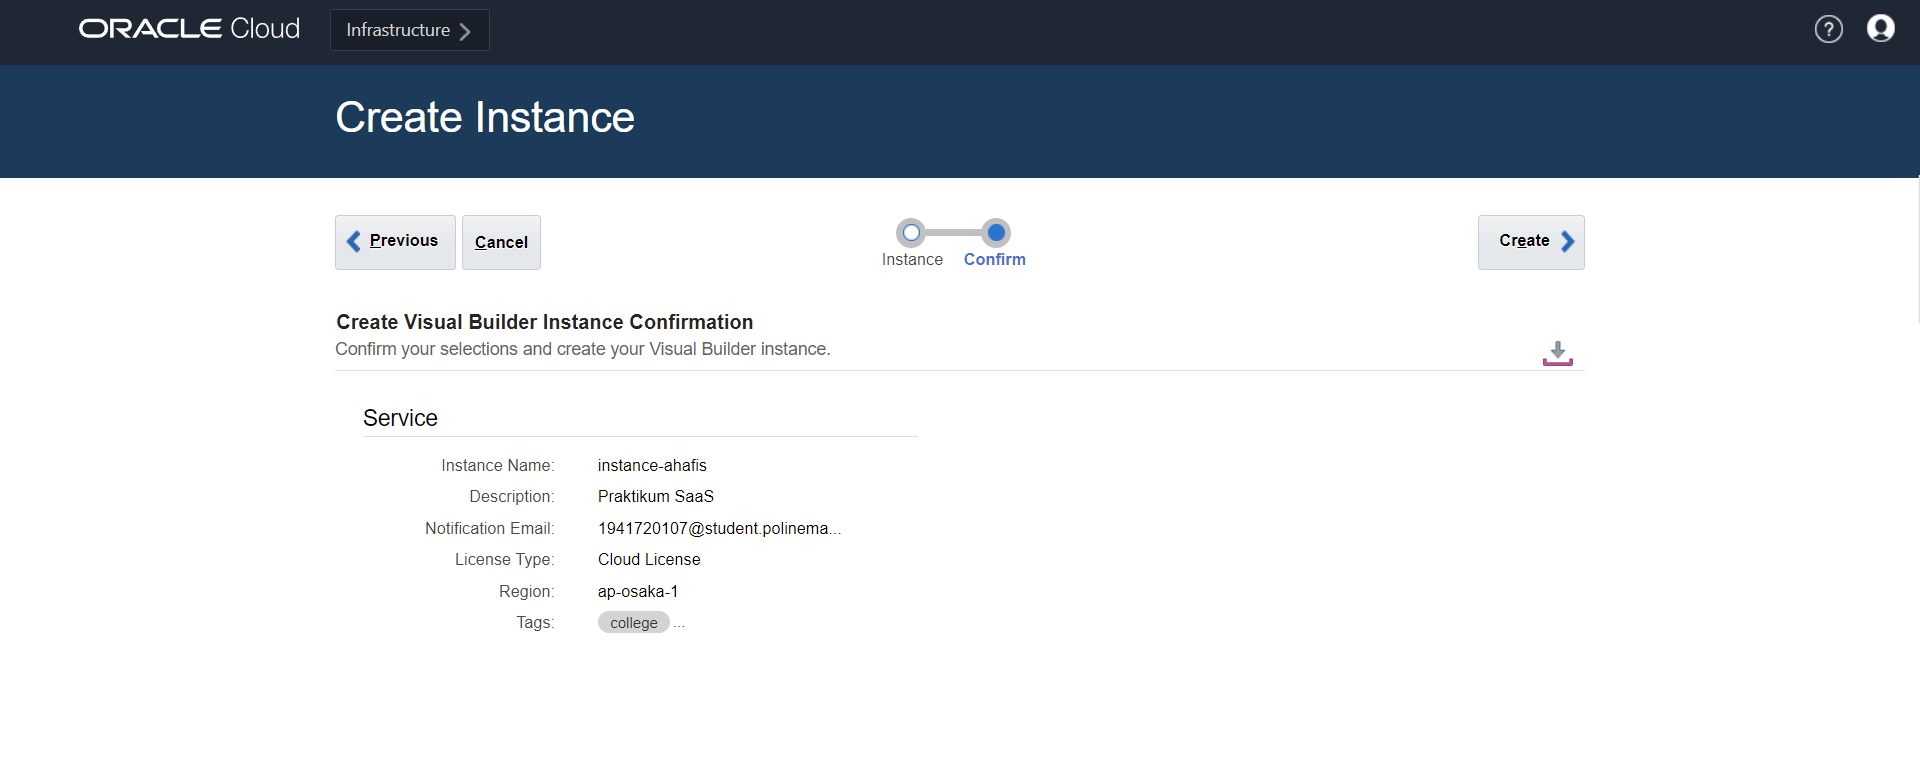 ORACLE Cloud
Infrastructure
?
Create Instance
Previous
Cancel
Instance
Confirm
Create
Create Visual Builder Instance Confirmation
Confirm your selections and create your Visual Builder instance.
Service
Instance Name: instance-ahafis
Description: Praktikum SaaS
Notification Email: 1941720107@student.polinema...
License Type: Cloud License
Region: ap-osaka-1
Tags: college ...